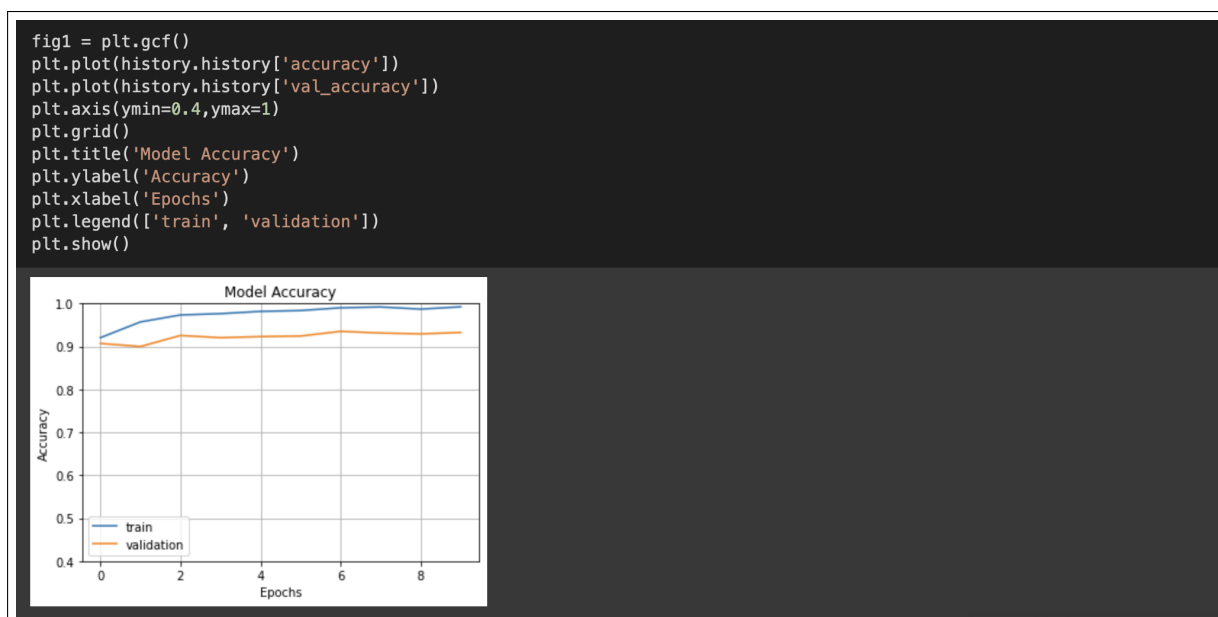 fig1 = plt.gcf()
plt.plot(history.history['accuracy'])
plt.plot(history.history['val_accuracy'])
plt.axis(ymin=0.4,ymax=1)
plt.grid()
plt.title('Model Accuracy')
plt.ylabel('Accuracy')
plt.xlabel('Epochs')
plt.legend(['train', 'validation'])
plt.show()
Model Accuracy
1.0
0.9
0.8
0.7
0.6
0.5
0.4
Accuracy
train
validation
0 2 4 6 8
Epochs